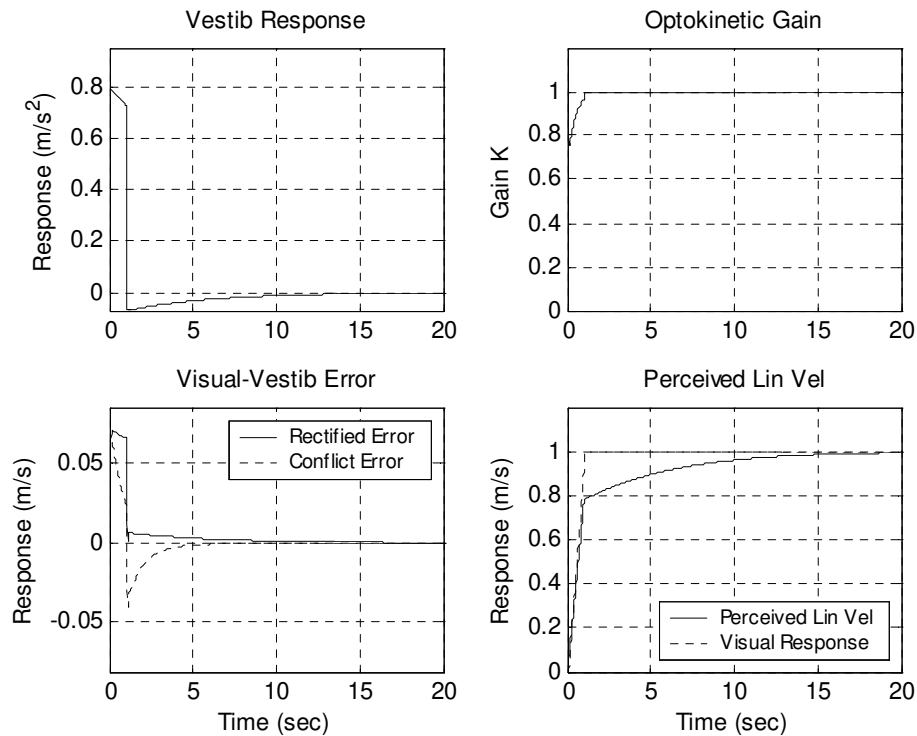 Vestib Response
Response (m/s²)
0.8
0.6
0.4
0.2
0
0 5 10 15 20
Optokinetic Gain
Gain K
1
0.8
0.6
0.4
0.2
0
0 5 10 15 20
Visual-Vestib Error
Response (m/s)
0.05
0
-0.05
Rectified Error
Conflict Error
0 5 10 15 20
Time (sec)
Perceived Lin Vel
Response (m/s)
1
0.8
0.6
0.4
0.2
0
Perceived Lin Vel
Visual Response
0 5 10 15 20
Time (sec)